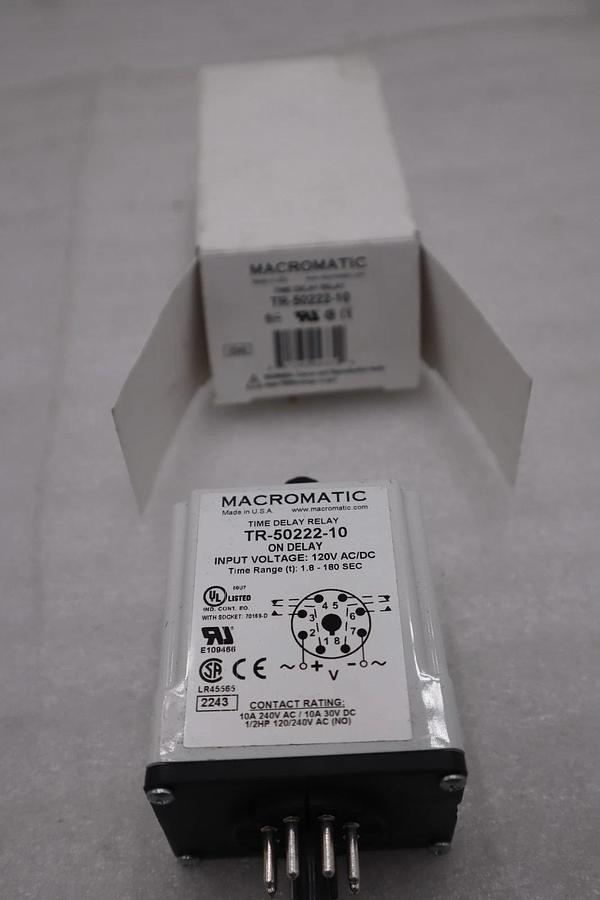 MACROMATIC
TIME DELAY RELAY
TR-50222-10
MACROMATIC
Made in U.S.A. www.macromatic.com
TIME DELAY RELAY
TR-50222-10
ON DELAY
INPUT VOLTAGE: 120V AC/DC
Time Range (t): 1.8 - 180 SEC
UL LISTED
IND. CONT. EQ.
WITH SOCKET: 70169-D
E109466
LR45565
2243
4 5
3 6
2 7
1 8
~ + V - ~
CONTACT RATING:
10A 240V AC / 10A 30V DC
1/2HP 120/240V AC (NO)